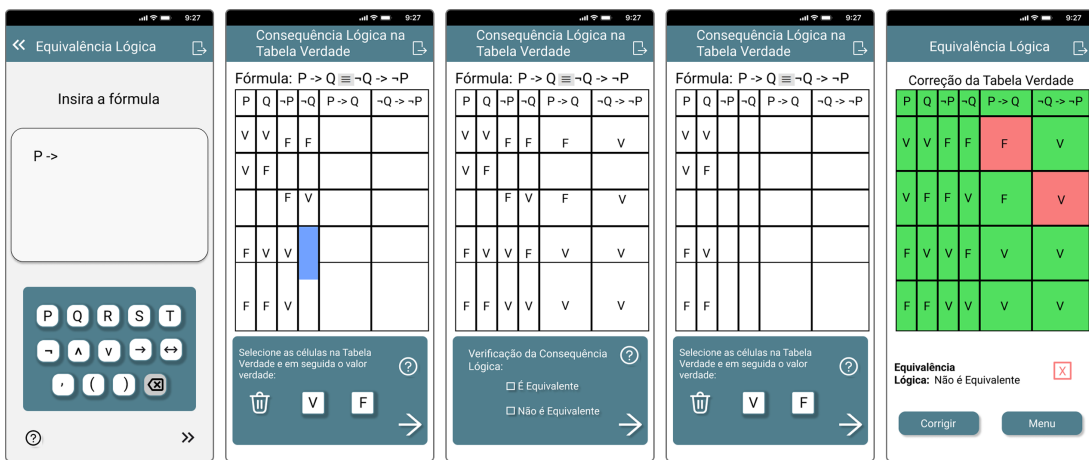 9:27
Equivalência Lógica
Insira a fórmula
P ->
P Q R S T
¬ ∧ ∨ → ↔
, ( )
?
»
9:27
Consequência Lógica na
Tabela Verdade
Fórmula: P -> Q ≡ ¬Q -> ¬P
P Q ¬P ¬Q P -> Q ¬Q -> ¬P
V V F F
V F
F V
F V V
F F V
Selecione as células na Tabela
Verdade e em seguida o valor
verdade:
?
V F
9:27
Consequência Lógica na
Tabela Verdade
Fórmula: P -> Q ≡ ¬Q -> ¬P
P Q ¬P ¬Q P -> Q ¬Q -> ¬P
V V F F F V
V F
F V F V
F V V F V V
F F V V V V
Verificação da Consequência
Lógica:
?
É Equivalente
Não é Equivalente
9:27
Consequência Lógica na
Tabela Verdade
Fórmula: P -> Q ≡ ¬Q -> ¬P
P Q ¬P ¬Q P -> Q ¬Q -> ¬P
V V
V F
F V
F F
Selecione as células na Tabela
Verdade e em seguida o valor
verdade:
?
V F
9:27
Equivalência Lógica
Correção da Tabela Verdade
P Q ¬P ¬Q P -> Q ¬Q -> ¬P
V V F F F V
V F F V F V
F V V F V V
F F V V V V
Equivalência
Lógica: Não é Equivalente
X
Corrigir Menu